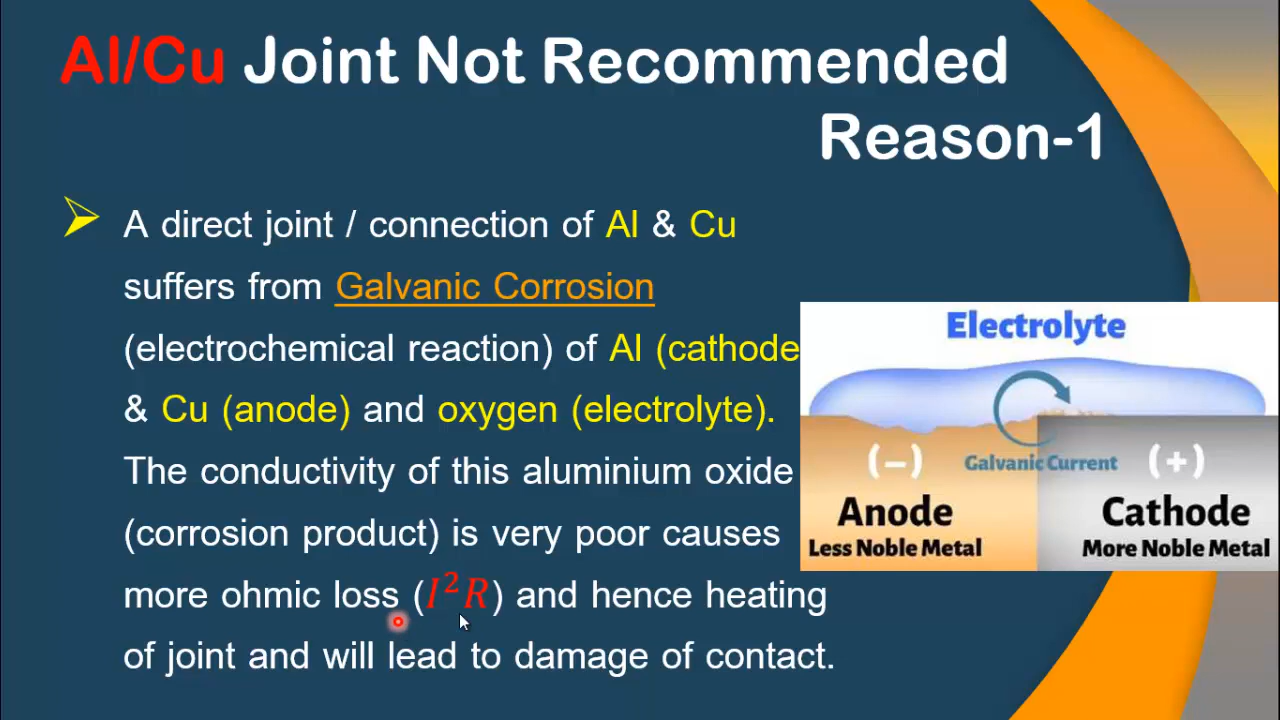 Al/Cu Joint Not Recommended
Reason-1
A direct joint / connection of Al & Cu
suffers from Galvanic Corrosion
(electrochemical reaction) of Al (cathode
& Cu (anode) and oxygen (electrolyte).
The conductivity of this aluminium oxide
(corrosion product) is very poor causes
more ohmic loss (I²R) and hence heating
of joint and will lead to damage of contact.
Electrolyte
(−) Galvanic Current (+)
Anode Cathode
Less Noble Metal More Noble Metal